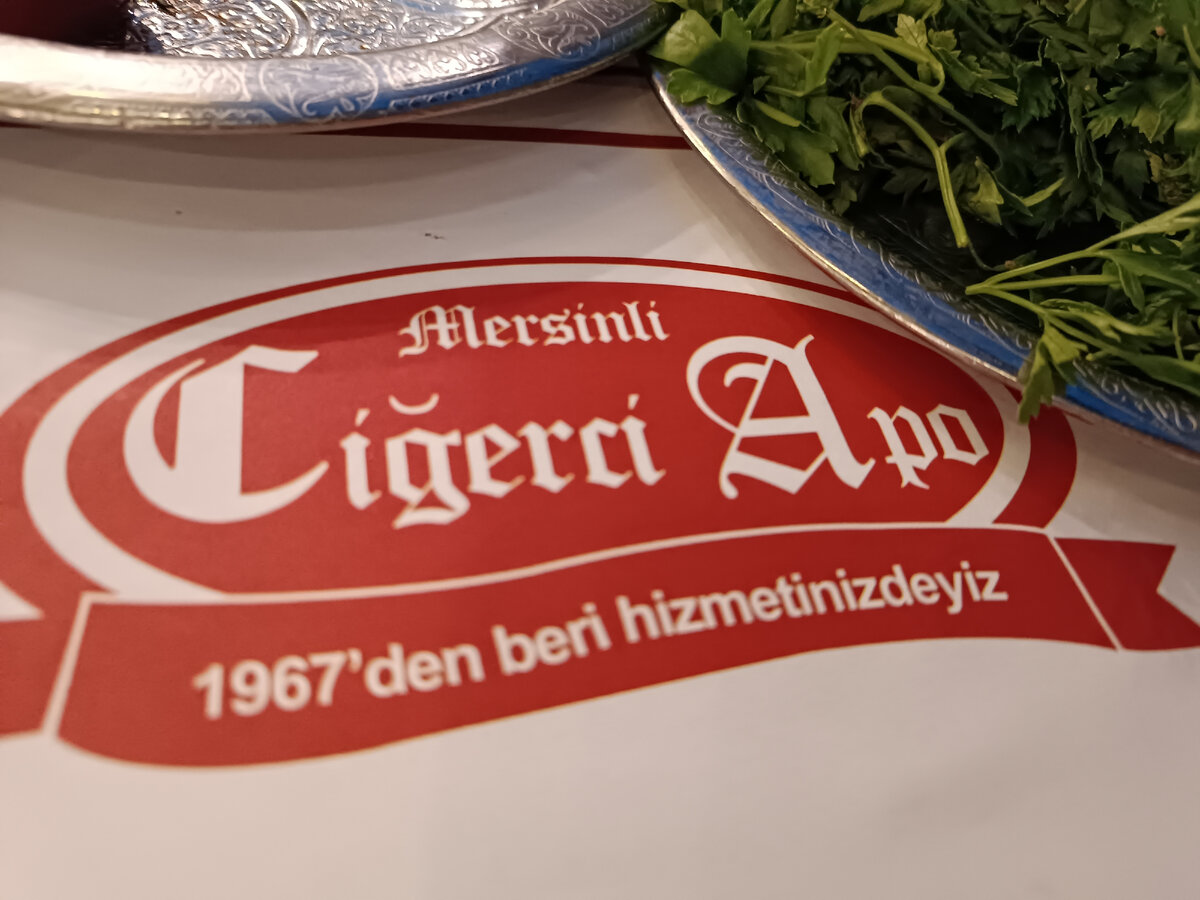 Mersinli
Ciğerci Apo
1967'den beri hizmetinizdeyiz